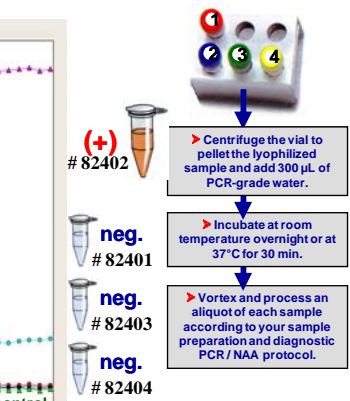 1
2 3 4
(+)
# 82402
➤ Centrifuge the vial to
pellet the lyophilized
sample and add 300 µL of
PCR-grade water.
neg.
# 82401
➤ Incubate at room
temperature overnight or at
37°C for 30 min.
neg.
# 82403
➤ Vortex and process an
aliquot of each sample
according to your sample
preparation and diagnostic
PCR / NAA protocol.
neg.
# 82404